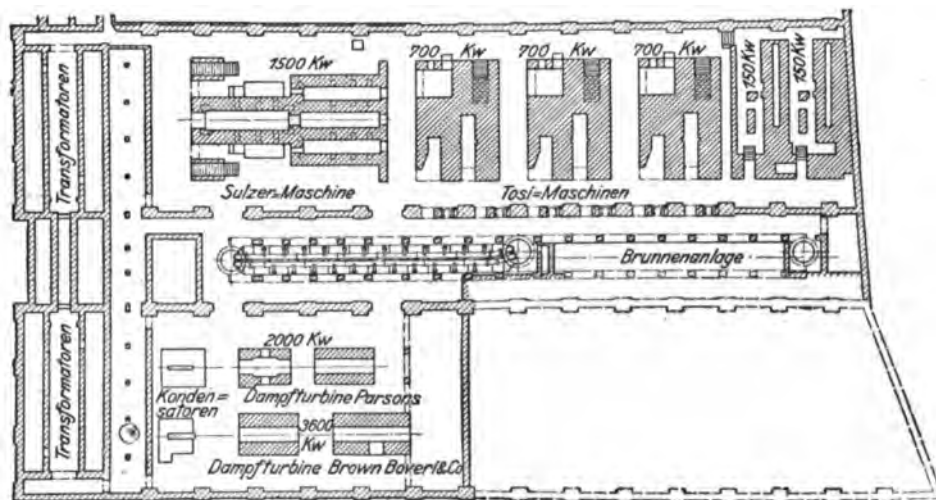 Transformatoren
1500 Kw
700 Kw
700 Kw
700 Kw
150 Kw
150 Kw
Sulzer=Maschine
Tosi=Maschinen
Brunnenanlage
Transformatoren
2000 Kw
Konden=
satoren
Dampfturbine Parsons
3600
Kw
Dampfturbine Brown Boveri&Co